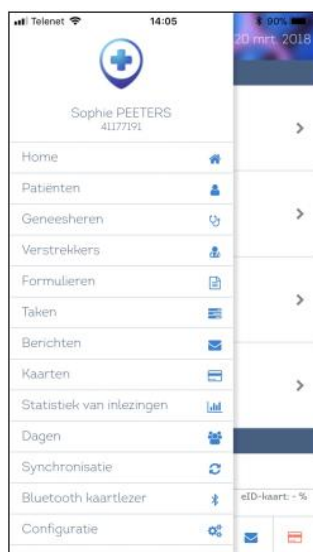 Telenet 14:05 90%
20 mrt. 2018
Sophie PEETERS
41177191
Home
Patiënten
Geneesheren
Verstrekkers
Formulieren
Taken
Berichten
Kaarten
Statistiek van inlezingen
Dagen
Synchronisatie
Bluetooth kaartlezer
eID-kaart: - %
Configuratie